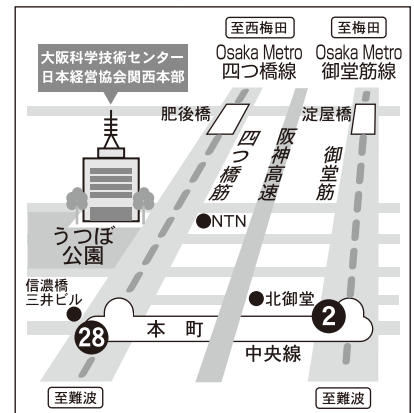 至西梅田
至梅田
Osaka Metro
四つ橋線
Osaka Metro
御堂筋線
大阪科学技術センター
日本経営協会関西本部
肥後橋
淀屋橋
四つ橋筋
阪神高速
御堂筋
NTN
うつぼ
公園
信濃橋
三井ビル
北御堂
2
28
本町
中央線
至難波
至難波